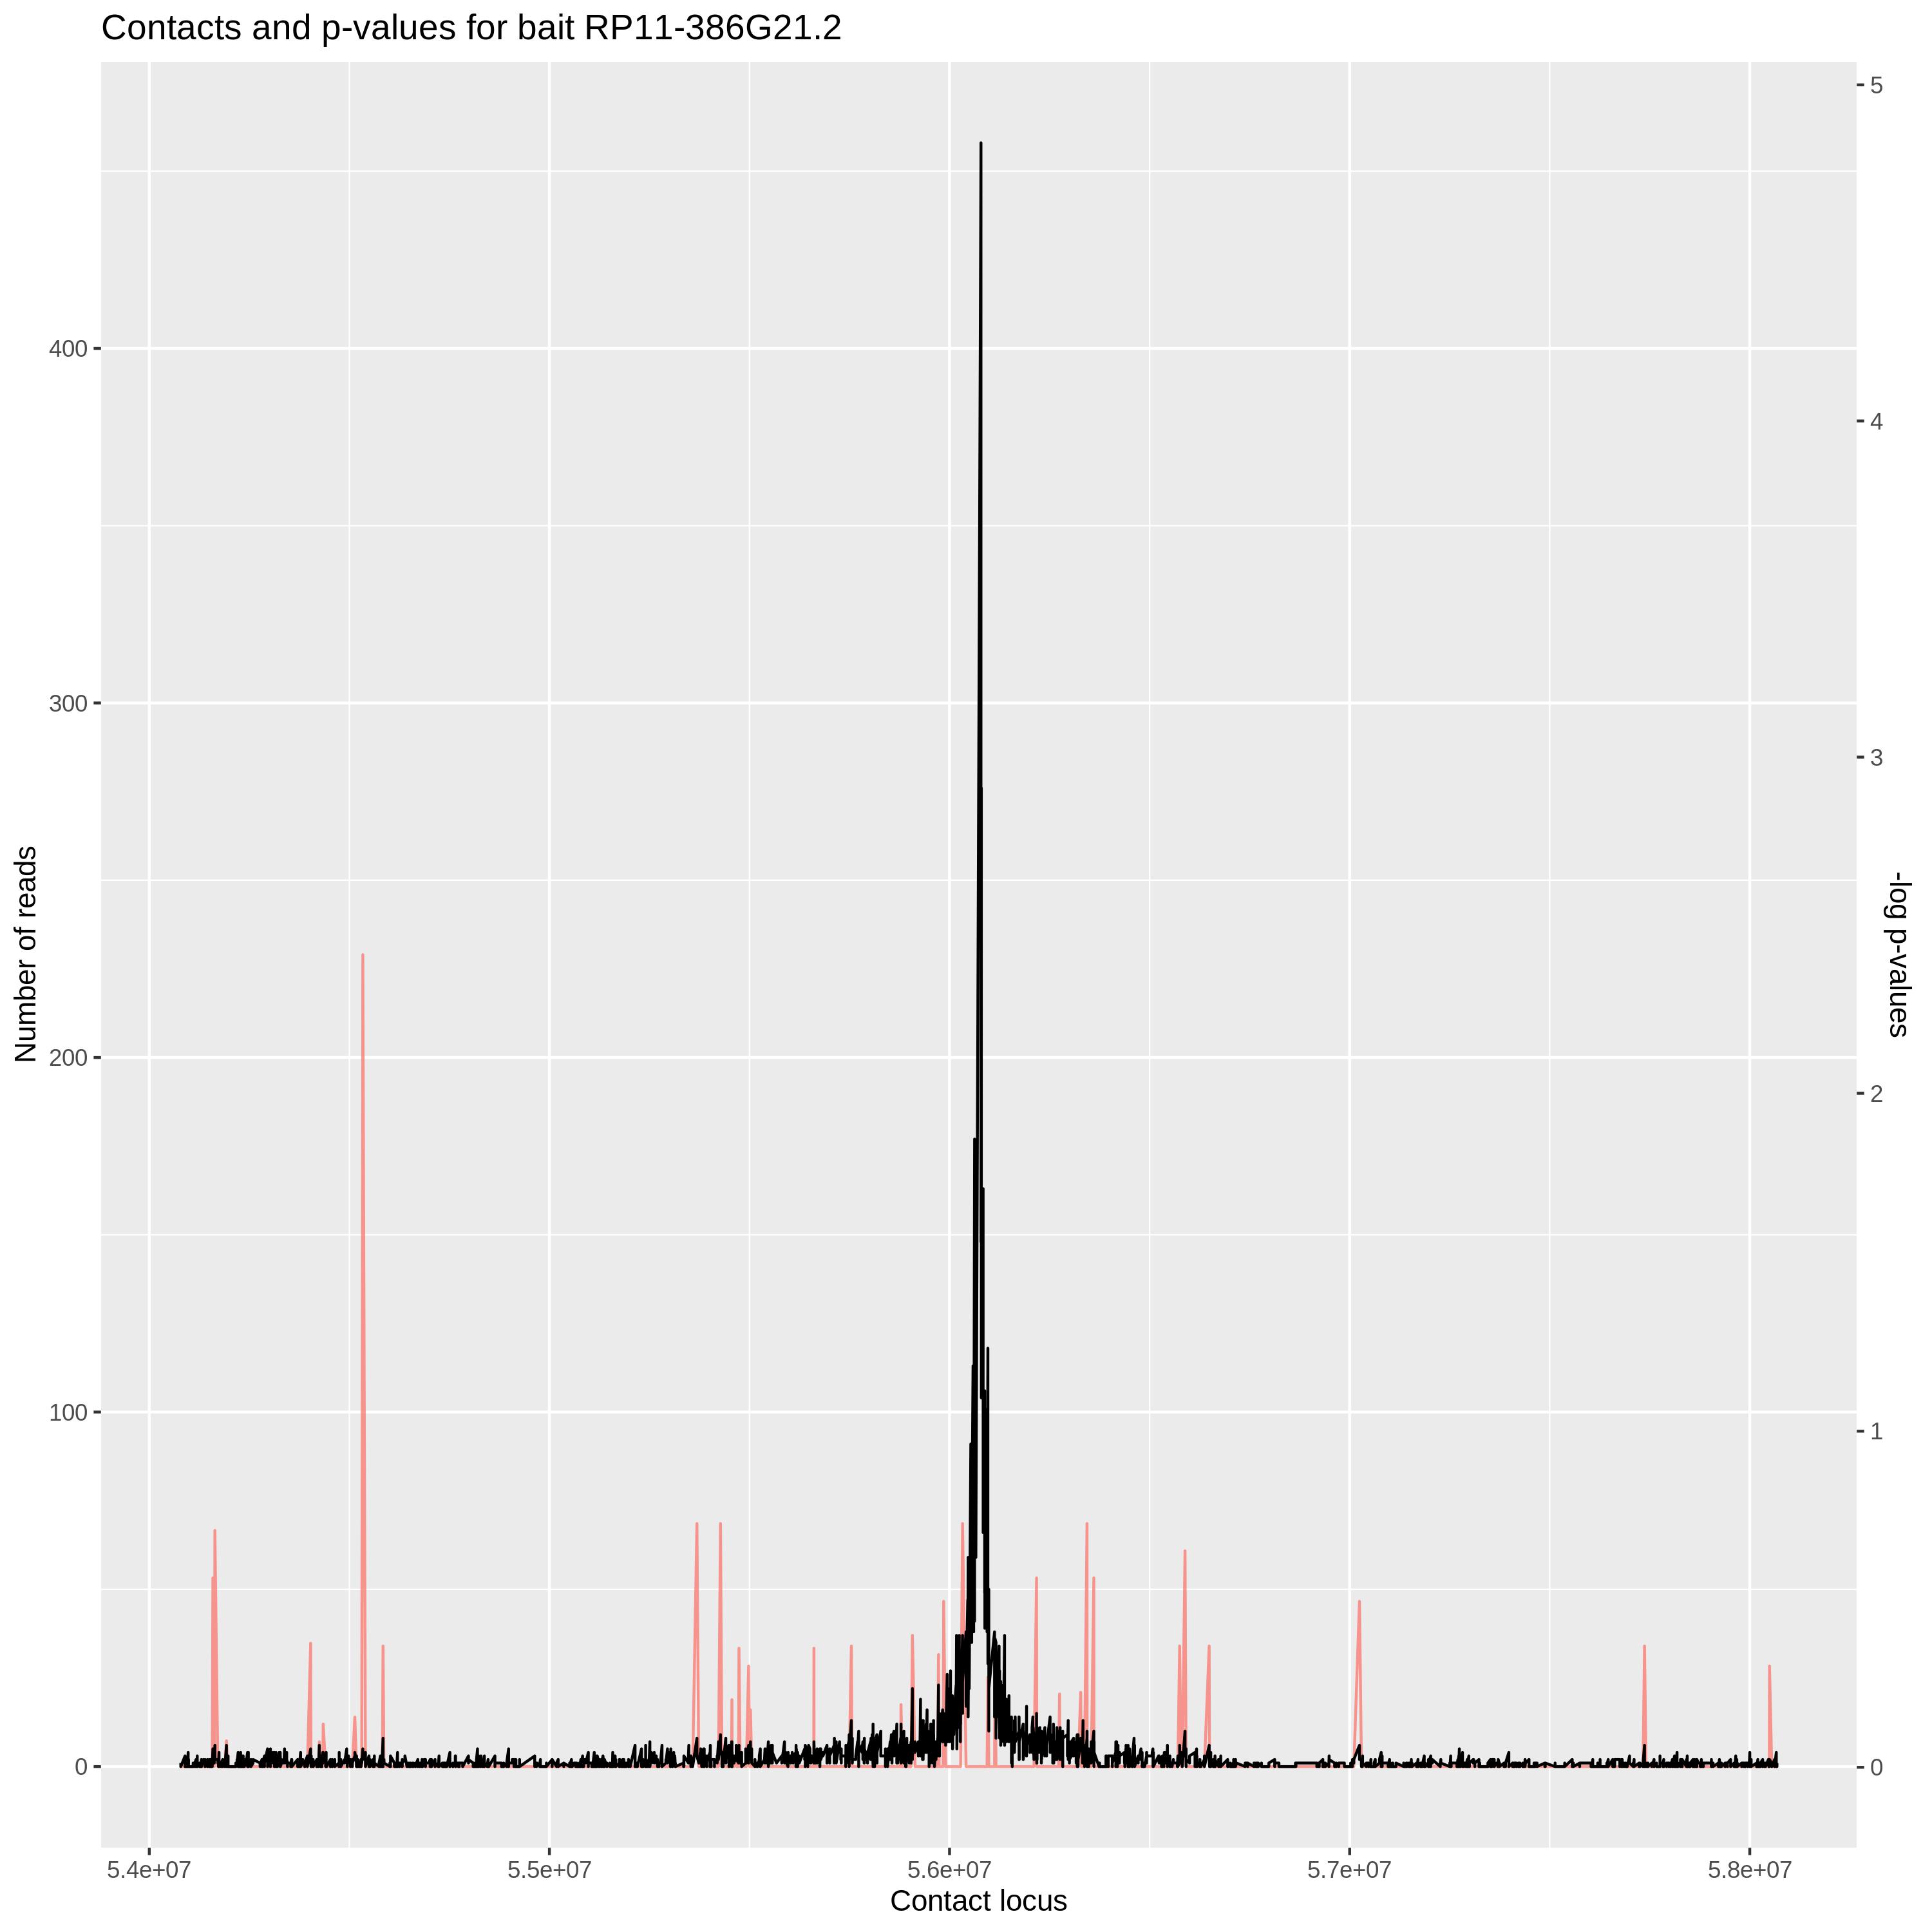 Contacts and p-values for bait RP11-386G21.2
Number of reads
400
300
200
100
0
5
4
3
2
1
0
-log p-values
5.4e+07 5.5e+07 5.6e+07 5.7e+07 5.8e+07
Contact locus